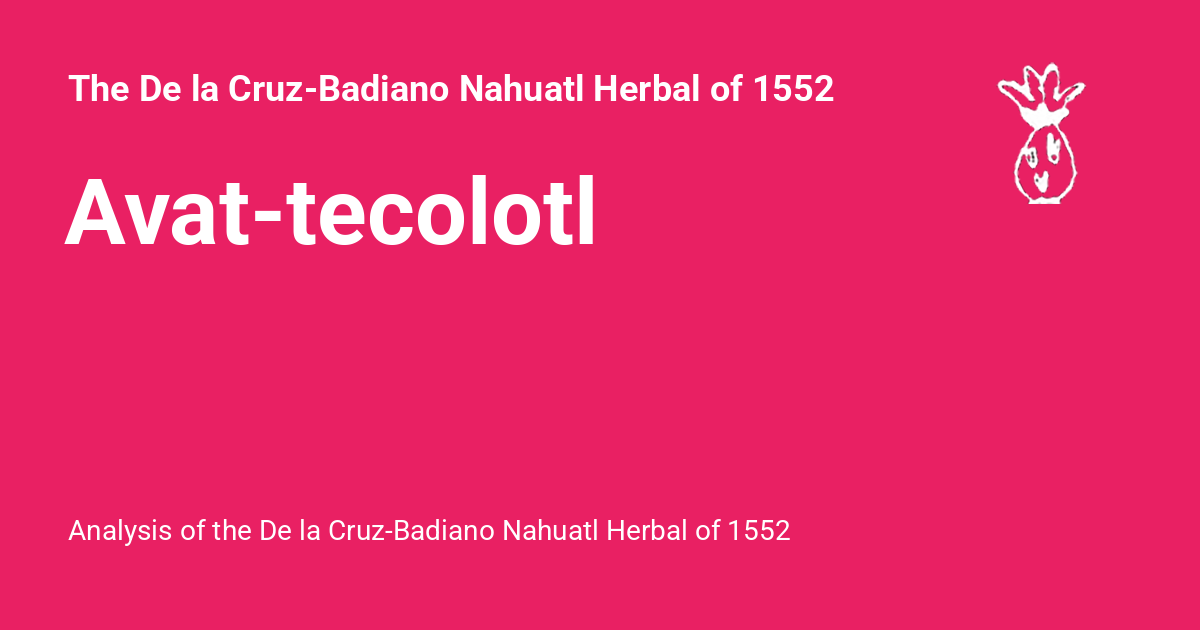 The De la Cruz-Badiano Nahuatl Herbal of 1552
Avat-tecolotl
Analysis of the De la Cruz-Badiano Nahuatl Herbal of 1552